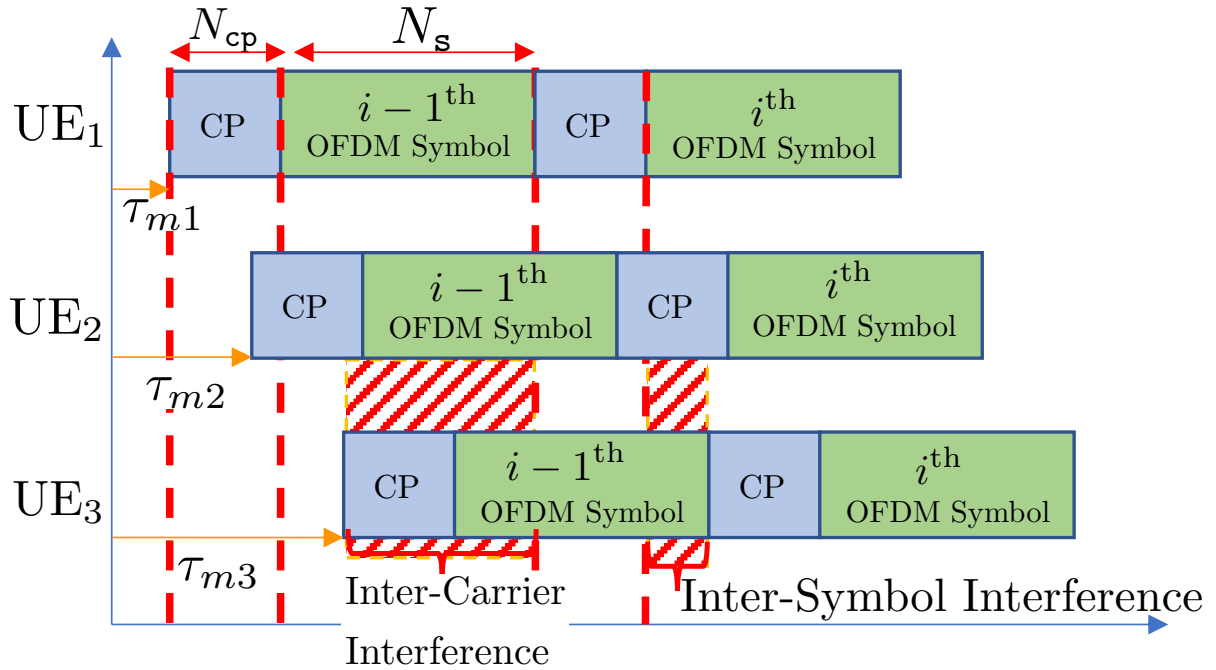 N_cp N_s
UE_1 CP i − 1^th CP i^th
OFDM Symbol OFDM Symbol
τ_m1
UE_2 CP i − 1^th CP i^th
OFDM Symbol OFDM Symbol
τ_m2
UE_3 CP i − 1^th CP i^th
OFDM Symbol OFDM Symbol
τ_m3
Inter-Carrier Inter-Symbol Interference
Interference